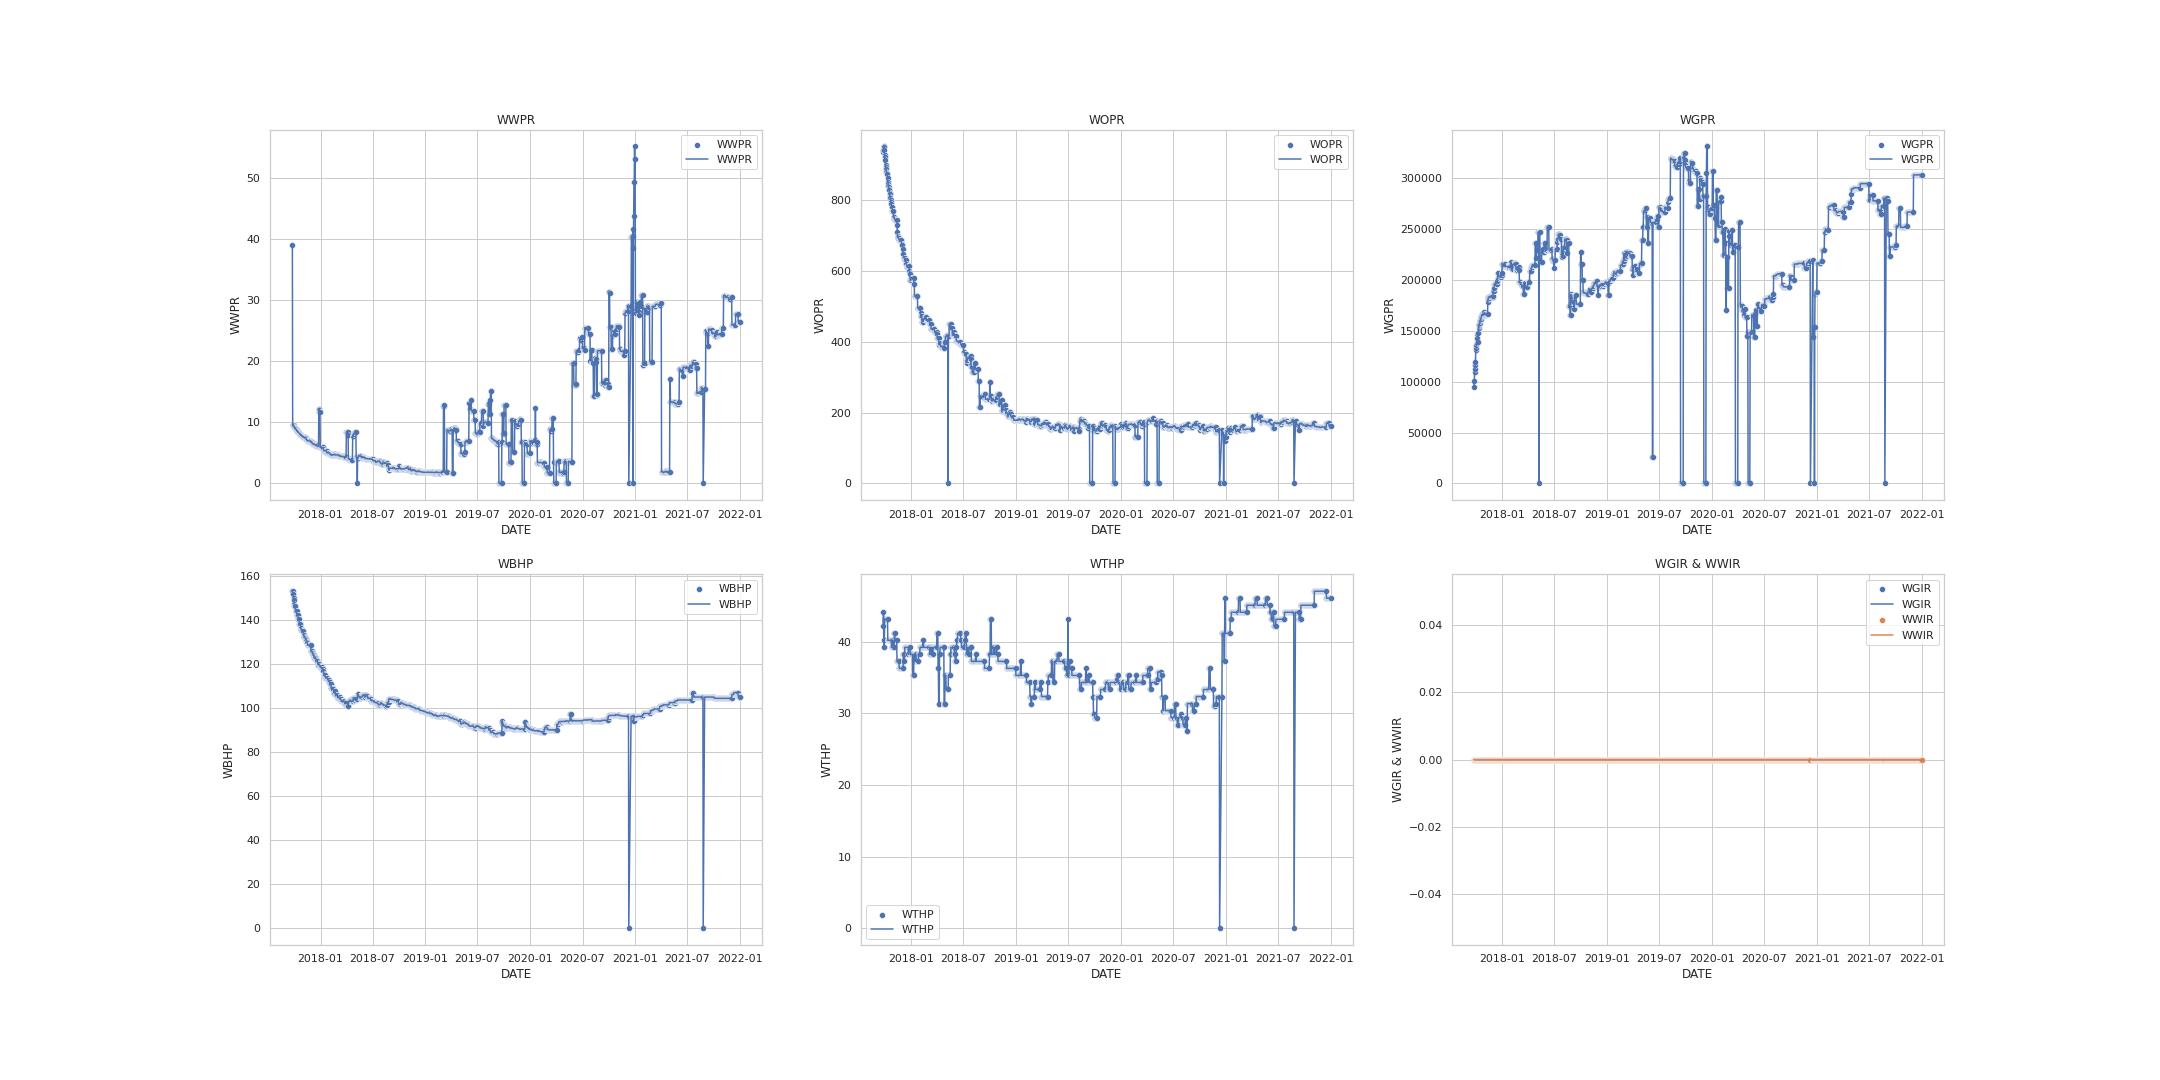 WWPR
WWPR
WWPR
50
40
30
20
10
0
WWPR
2018-01 2018-07 2019-01 2019-07 2020-01 2020-07 2021-01 2021-07 2022-01
DATE
WOPR
WOPR
WOPR
800
600
400
200
0
WOPR
2018-01 2018-07 2019-01 2019-07 2020-01 2020-07 2021-01 2021-07 2022-01
DATE
WGPR
WGPR
WGPR
300000
250000
200000
150000
100000
50000
0
WGPR
2018-01 2018-07 2019-01 2019-07 2020-01 2020-07 2021-01 2021-07 2022-01
DATE
WBHP
WBHP
WBHP
160
140
120
100
80
60
40
20
0
WBHP
2018-01 2018-07 2019-01 2019-07 2020-01 2020-07 2021-01 2021-07 2022-01
DATE
WTHP
40
30
20
10
0
WTHP
WTHP
WTHP
2018-01 2018-07 2019-01 2019-07 2020-01 2020-07 2021-01 2021-07 2022-01
DATE
WGIR & WWIR
WGIR
WGIR
WWIR
WWIR
0.04
0.02
0.00
−0.02
−0.04
WGIR & WWIR
2018-01 2018-07 2019-01 2019-07 2020-01 2020-07 2021-01 2021-07 2022-01
DATE